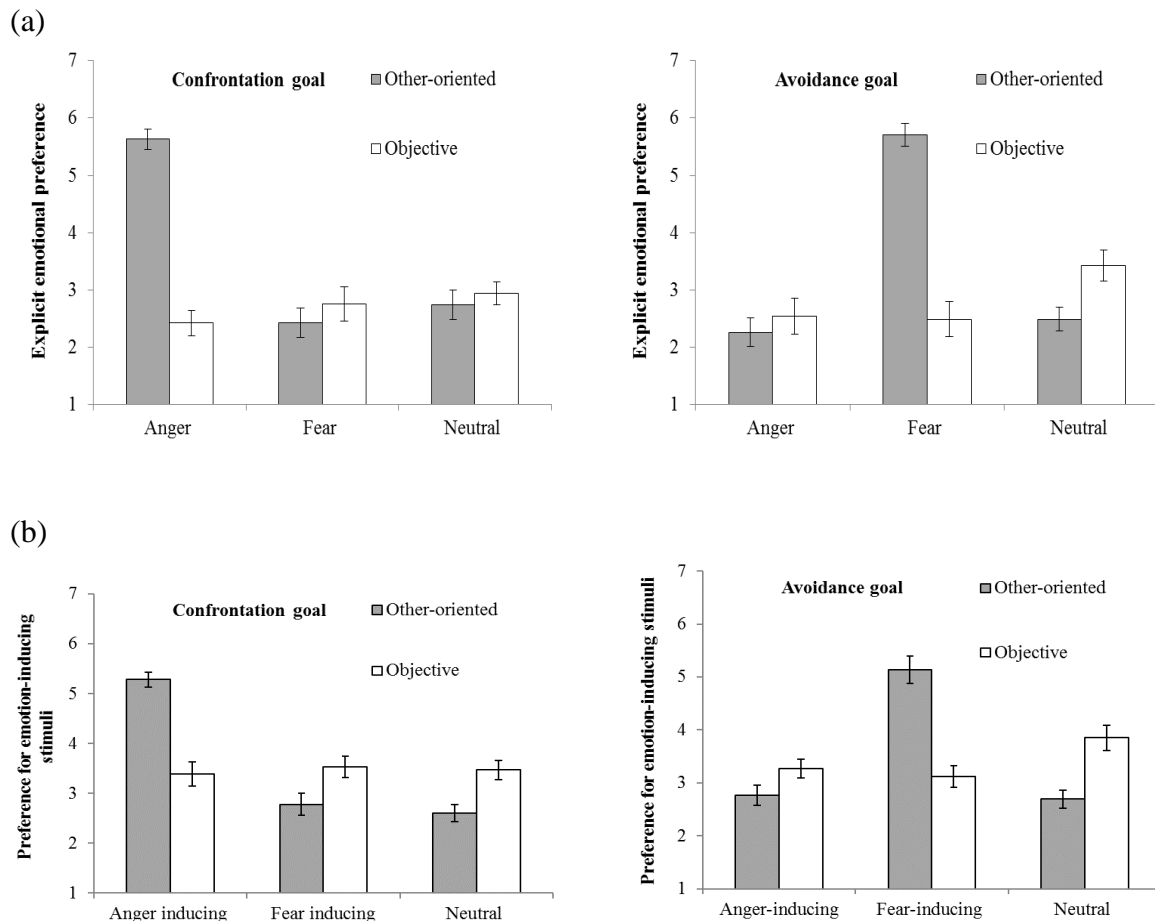 (a)
Explicit emotional preference
7
6
5
4
3
2
1
Confrontation goal
Other-oriented
Objective
Anger
Fear
Neutral
Explicit emotional preference
7
6
5
4
3
2
1
Avoidance goal
Other-oriented
Objective
Anger
Fear
Neutral
(b)
Preference for emotion-inducing
stimuli
7
6
5
4
3
2
1
Confrontation goal
Other-oriented
Objective
Anger inducing
Fear inducing
Neutral
Preference for emotion-inducing stimuli
7
6
5
4
3
2
1
Avoidance goal
Other-oriented
Objective
Anger-inducing
Fear-inducing
Neutral